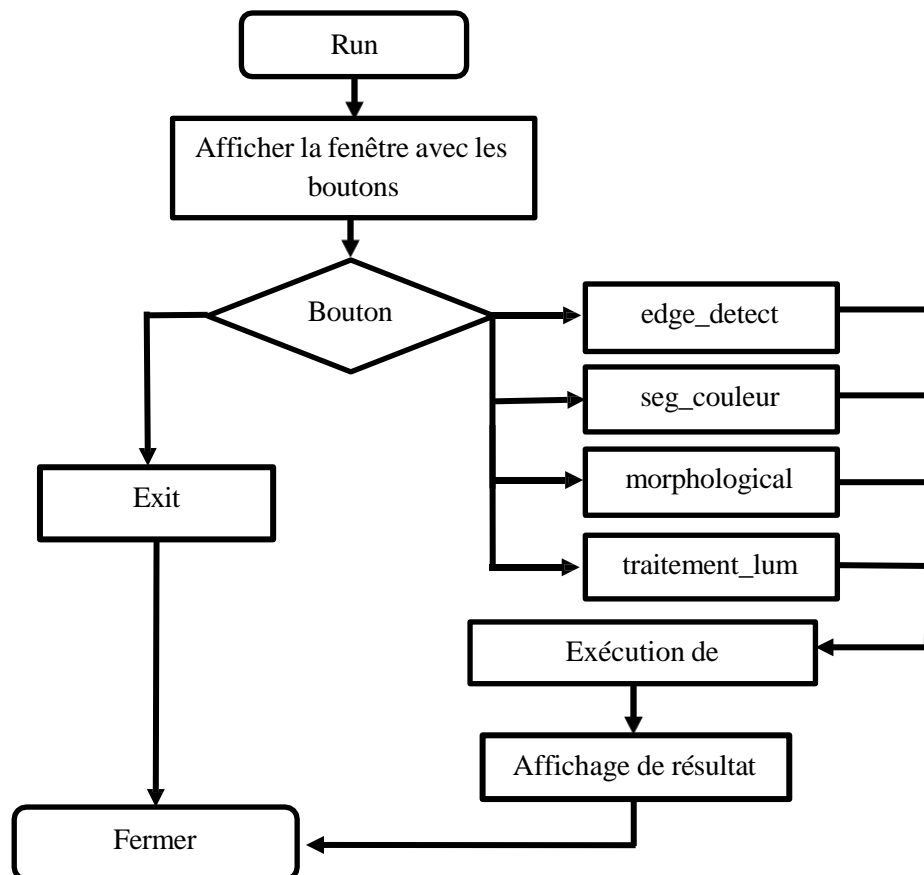 Run
Afficher la fenêtre avec les
boutons
Bouton
edge_detect
seg_couleur
morphological
traitement_lum
Exit
Exécution de
Affichage de résultat
Fermer